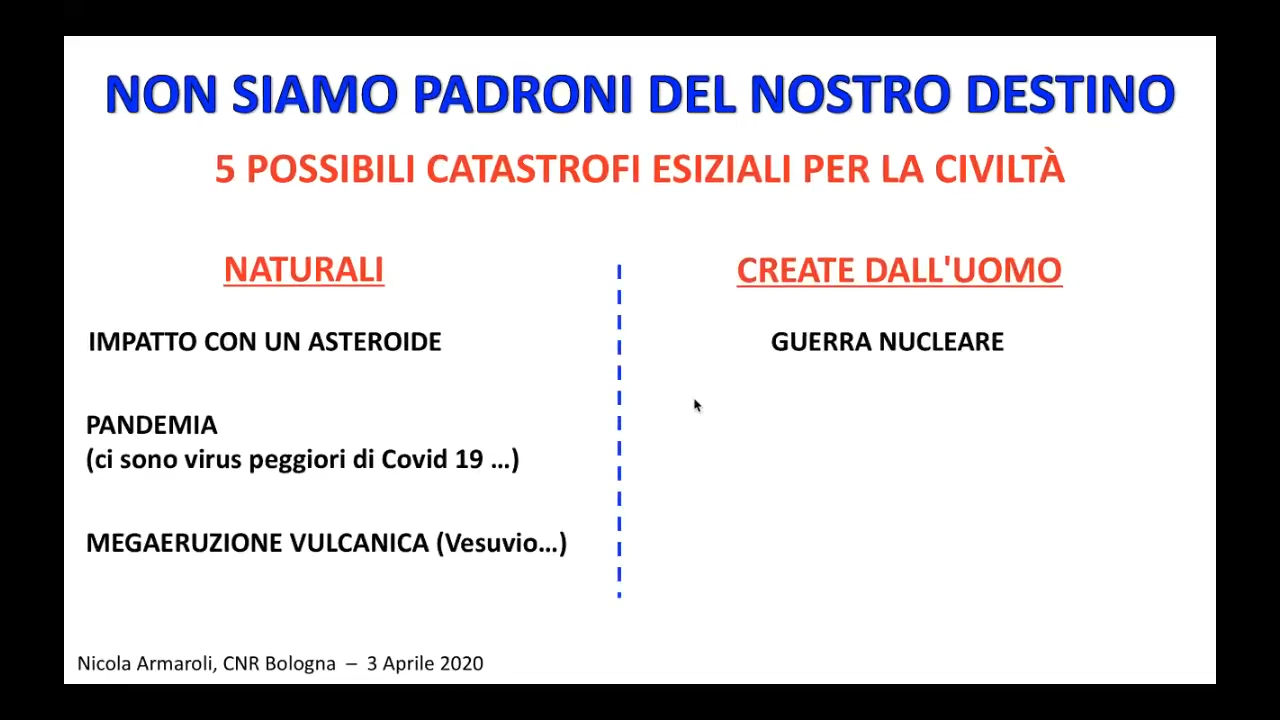 NON SIAMO PADRONI DEL NOSTRO DESTINO
5 POSSIBILI CATASTROFI ESIZIALI PER LA CIVILTÀ
NATURALI
IMPATTO CON UN ASTEROIDE
PANDEMIA
(ci sono virus peggiori di Covid 19 ...)
MEGAERUZIONE VULCANICA (Vesuvio...)
CREATE DALL'UOMO
GUERRA NUCLEARE
Nicola Armaroli, CNR Bologna – 3 Aprile 2020